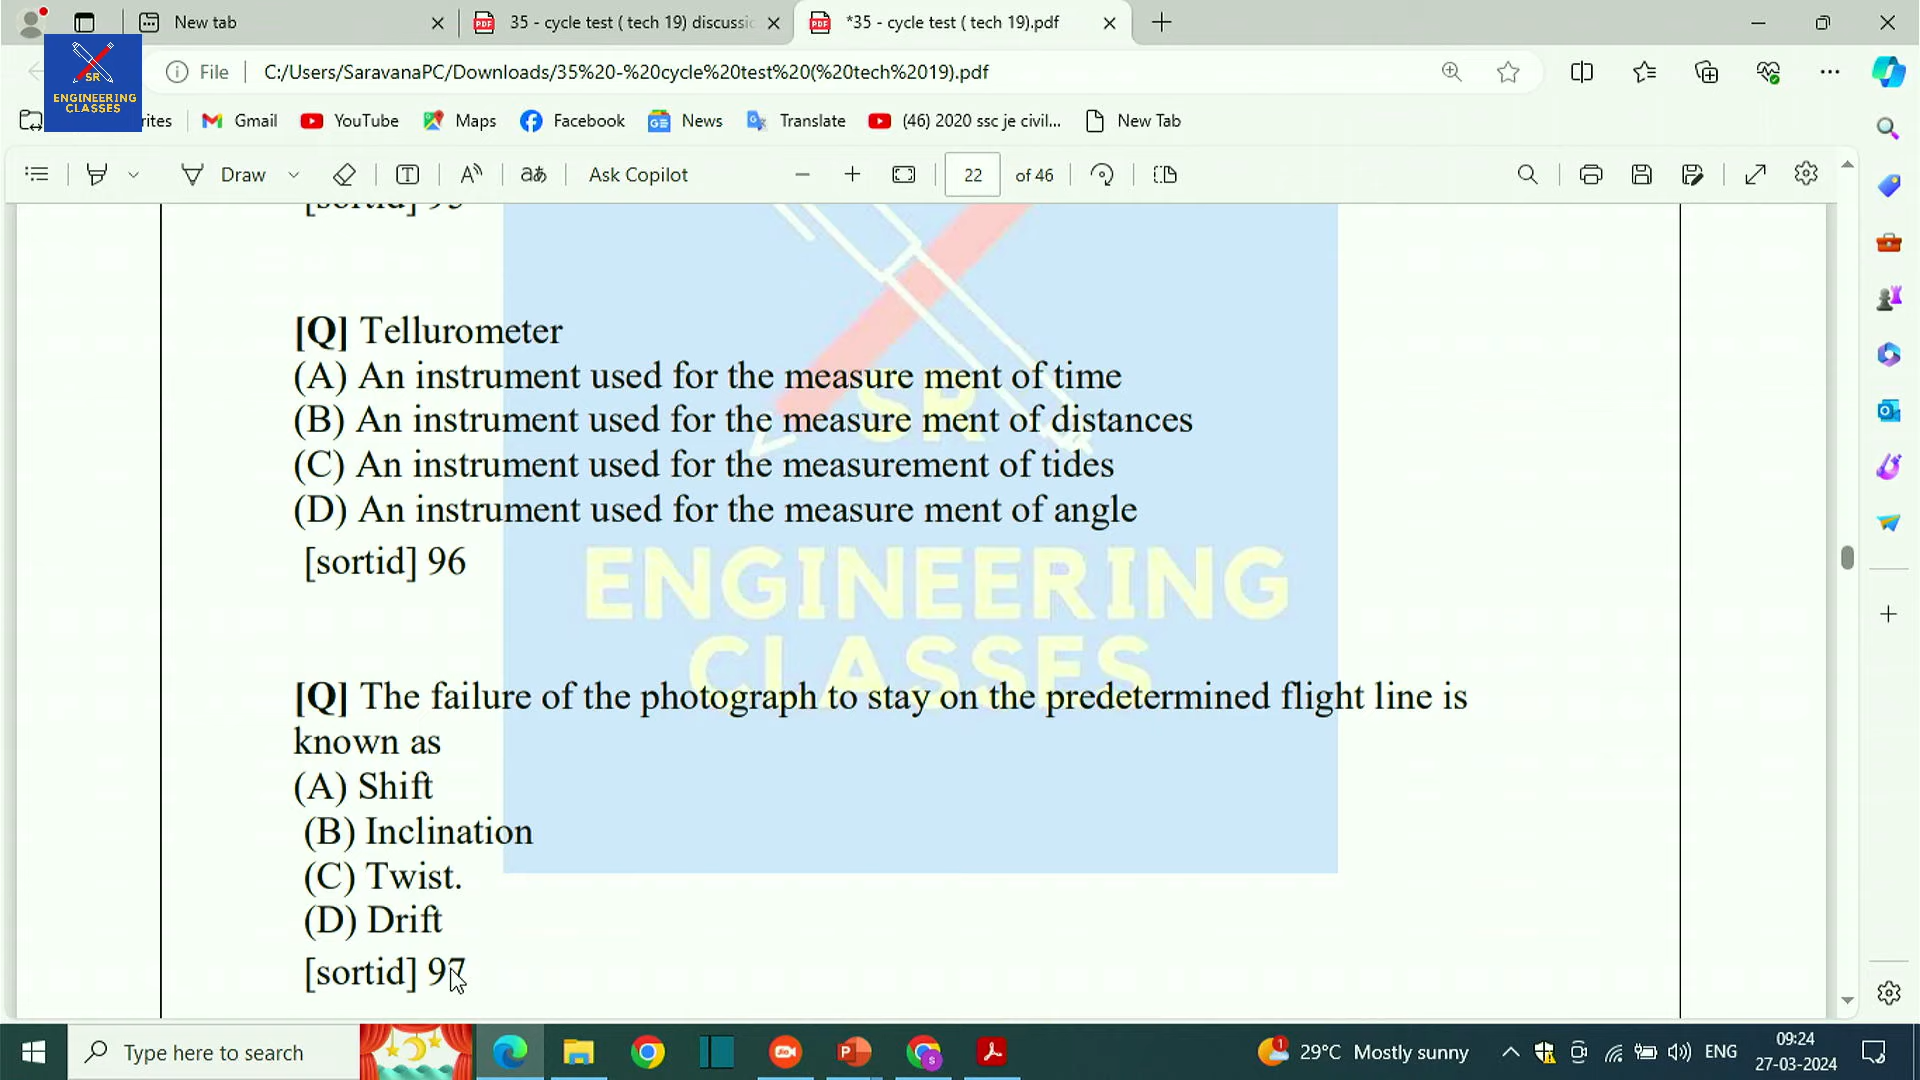 New tab
35 - cycle test ( tech 19) discussi
*35 - cycle test ( tech 19).pdf
SR
ENGINEERING
CLASSES
File
C:/Users/SaravanaPC/Downloads/35%20-%20cycle%20test%20(%20tech%2019).pdf
rites
Gmail
YouTube
Maps
Facebook
News
Translate
(46) 2020 ssc je civil...
New Tab
Draw
Ask Copilot
22
of 46
[sortid] 95
[Q] Tellurometer
(A) An instrument used for the measure ment of time
(B) An instrument used for the measure ment of distances
(C) An instrument used for the measurement of tides
(D) An instrument used for the measure ment of angle
[sortid] 96
SR
ENGINEERING
CLASSES
[Q] The failure of the photograph to stay on the predetermined flight line is
known as
(A) Shift
(B) Inclination
(C) Twist.
(D) Drift
[sortid] 97
Type here to search
29°C Mostly sunny
ENG
09:24
27-03-2024